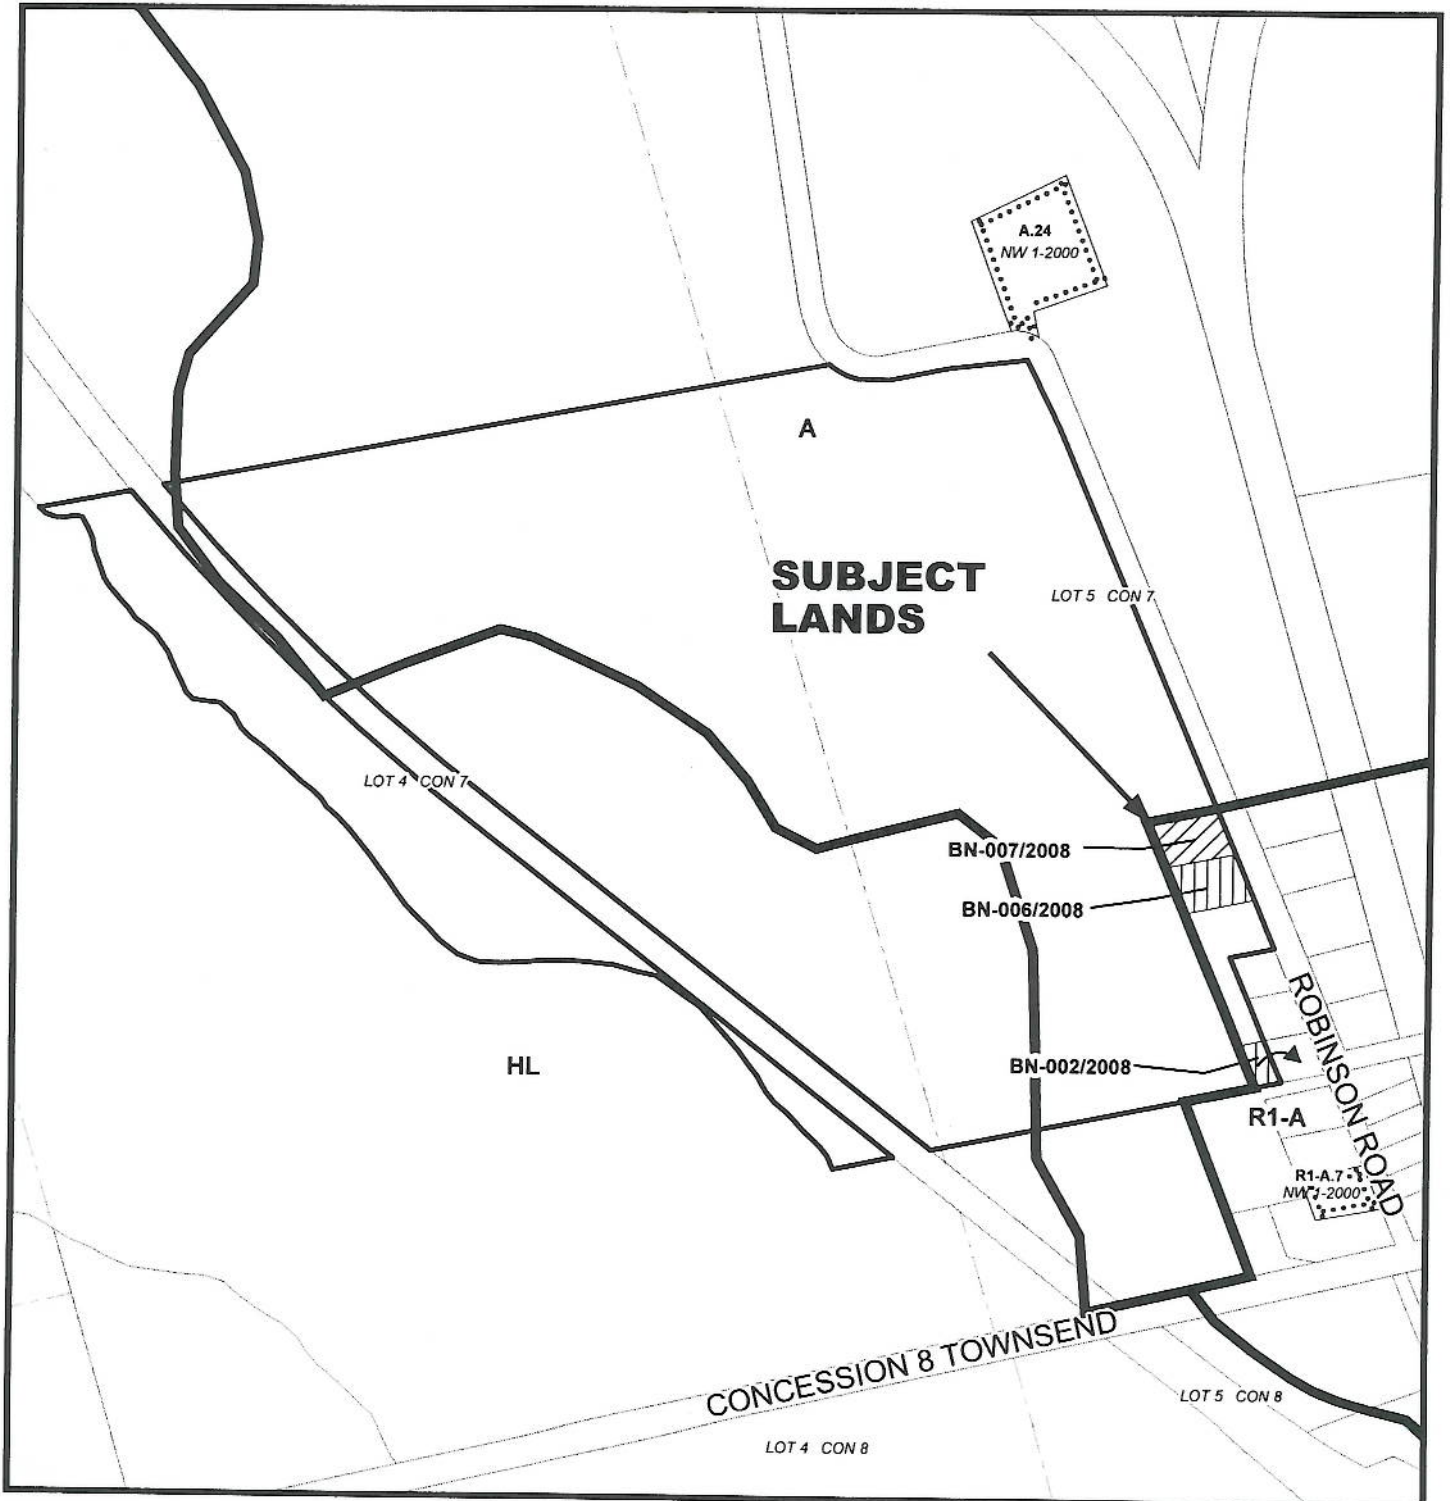 A.24
NW 1-2000
A
SUBJECT
LANDS
LOT 5 CON 7
LOT 4 CON 7
BN-007/2008
BN-006/2008
ROBINSON ROAD
HL
BN-002/2008
R1-A
R1-A.7
NW 1-2000
CONCESSION 8 TOWNSEND
LOT 5 CON 8
LOT 4 CON 8